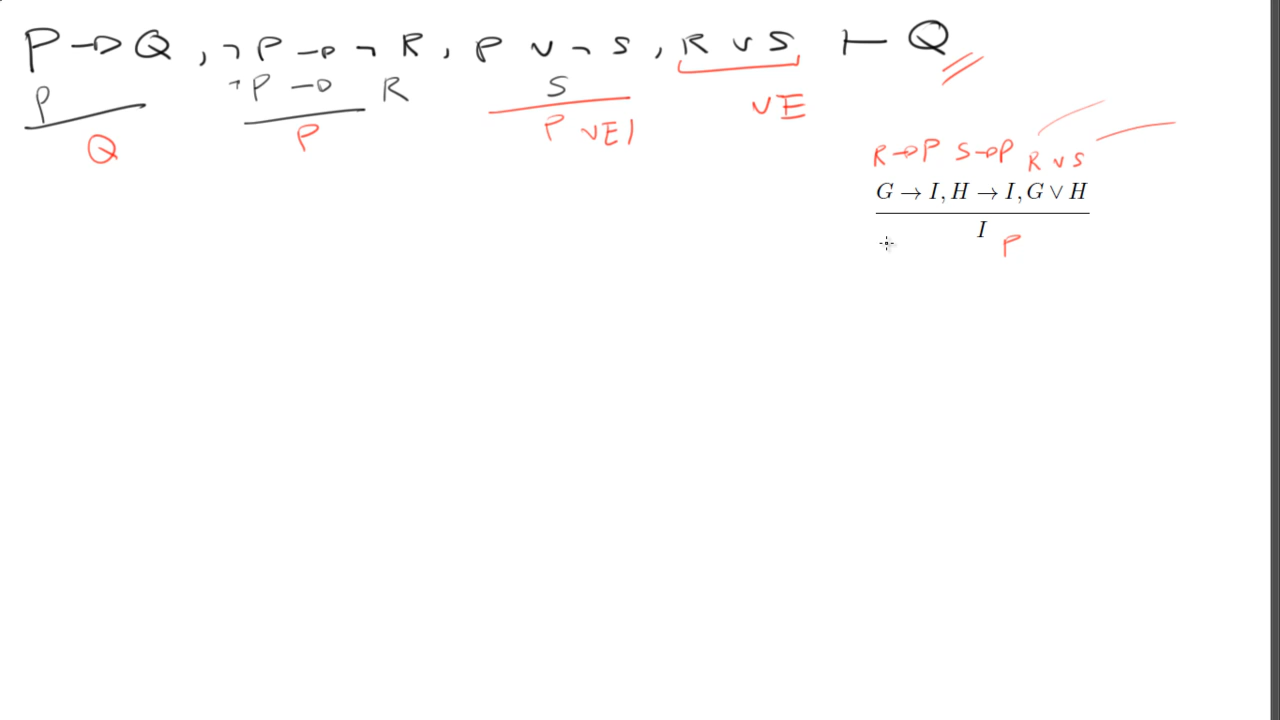 P → Q , ¬ P → ¬ R , P ∨ ¬ S , R ∨ S ⊢ Q
P ¬ P → R S ∨E
Q P P ∨E1
R → P S → P R ∨ S
G → I, H → I, G ∨ H
I P